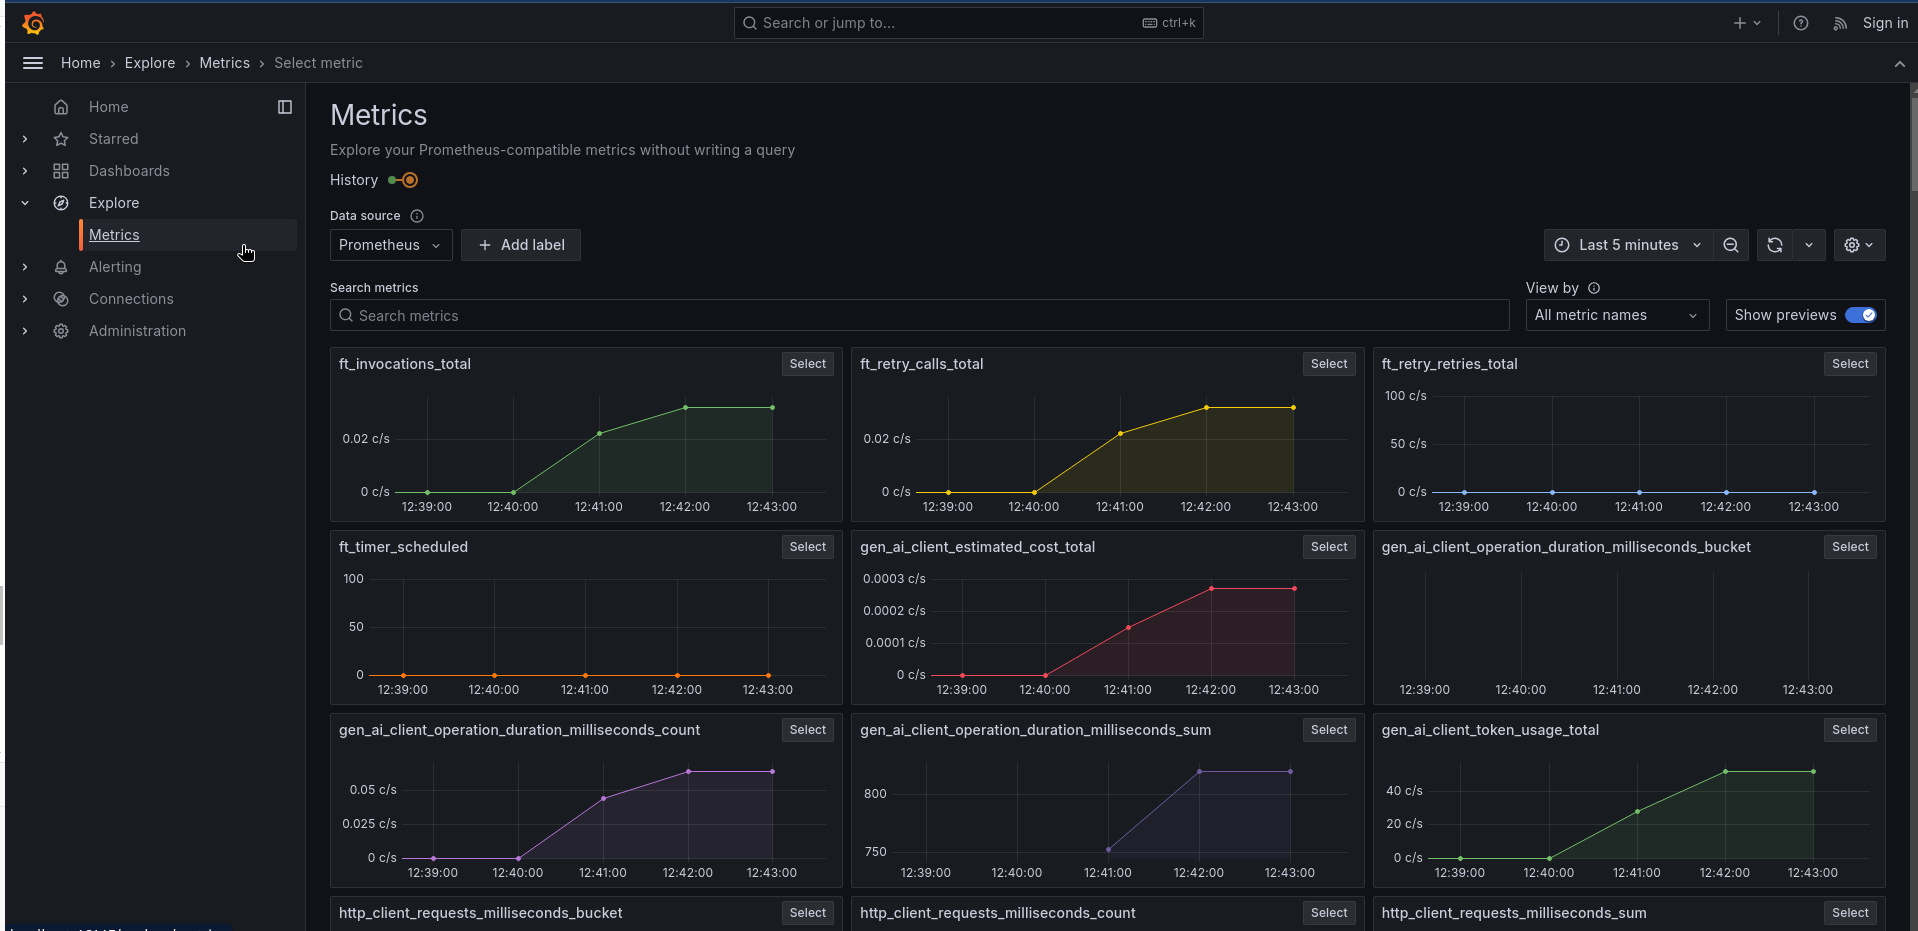 Search or jump to... ctrl+k Sign in
Home › Explore › Metrics › Select metric
Home
Starred
Dashboards
Explore
Metrics
Alerting
Connections
Administration
Metrics
Explore your Prometheus-compatible metrics without writing a query
History
Data source
Prometheus + Add label Last 5 minutes
Search metrics View by
Search metrics All metric names Show previews
ft_invocations_total Select
0.02 c/s
0 c/s
12:39:00 12:40:00 12:41:00 12:42:00 12:43:00
ft_retry_calls_total Select
0.02 c/s
0 c/s
12:39:00 12:40:00 12:41:00 12:42:00 12:43:00
ft_retry_retries_total Select
100 c/s
50 c/s
0 c/s
12:39:00 12:40:00 12:41:00 12:42:00 12:43:00
ft_timer_scheduled Select
100
50
0
12:39:00 12:40:00 12:41:00 12:42:00 12:43:00
gen_ai_client_estimated_cost_total Select
0.0003 c/s
0.0002 c/s
0.0001 c/s
0 c/s
12:39:00 12:40:00 12:41:00 12:42:00 12:43:00
gen_ai_client_operation_duration_milliseconds_bucket Select
12:39:00 12:40:00 12:41:00 12:42:00 12:43:00
gen_ai_client_operation_duration_milliseconds_count Select
0.05 c/s
0.025 c/s
0 c/s
12:39:00 12:40:00 12:41:00 12:42:00 12:43:00
gen_ai_client_operation_duration_milliseconds_sum Select
800
750
12:39:00 12:40:00 12:41:00 12:42:00 12:43:00
gen_ai_client_token_usage_total Select
40 c/s
20 c/s
0 c/s
12:39:00 12:40:00 12:41:00 12:42:00 12:43:00
http_client_requests_milliseconds_bucket Select
http_client_requests_milliseconds_count Select
http_client_requests_milliseconds_sum Select